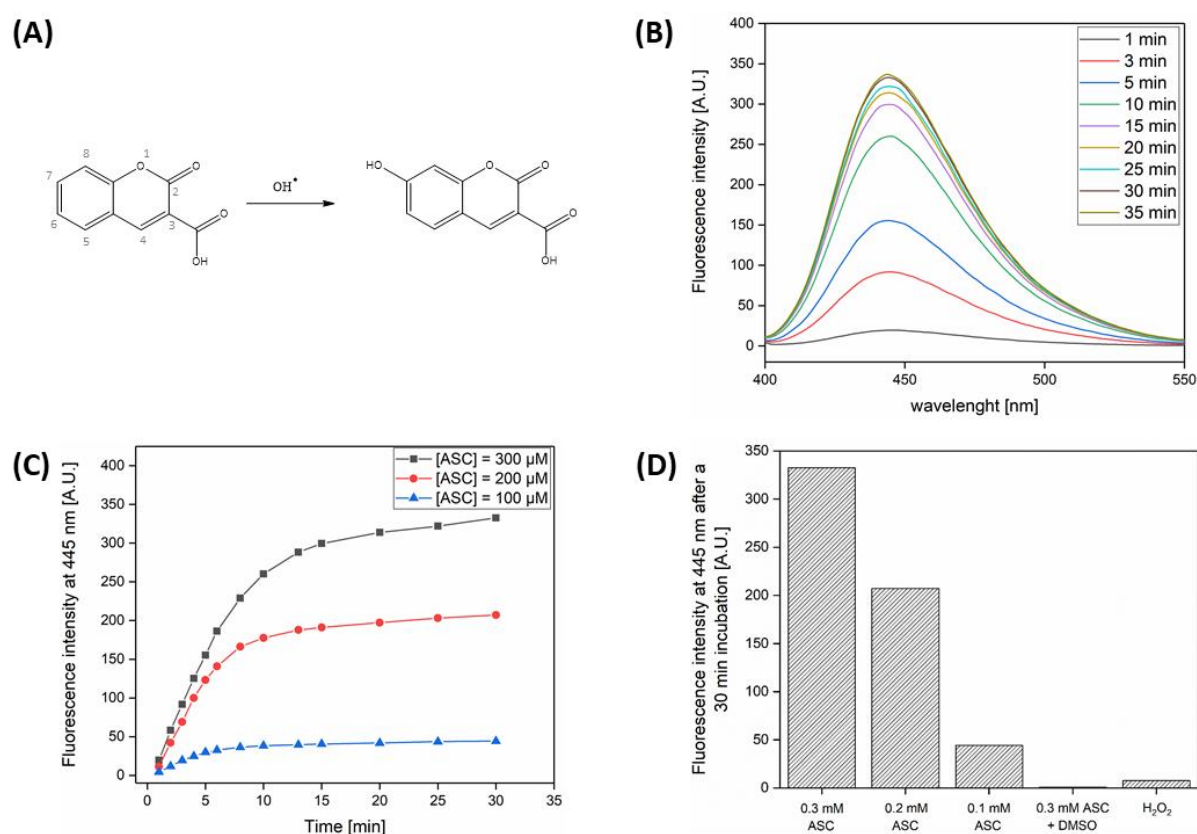 (A)
8
1
O
O
7
2
6
3
O
5
4
OH
OH•
HO
O
O
O
OH
(B)
Fluorescence intensity [A.U.]
400
350
300
250
200
150
100
50
0
1 min
3 min
5 min
10 min
15 min
20 min
25 min
30 min
35 min
400
450
500
550
wavelenght [nm]
(C)
Fluorescence intensity at 445 nm [A.U.]
400
350
300
250
200
150
100
50
0
[ASC] = 300 µM
[ASC] = 200 µM
[ASC] = 100 µM
0
5
10
15
20
25
30
35
Time [min]
(D)
Fluorescence intensity at 445 nm after a
30 min incubation [A.U.]
350
300
250
200
150
100
50
0
0.3 mM
ASC
0.2 mM
ASC
0.1 mM
ASC
0.3 mM ASC
+ DMSO
H₂O₂